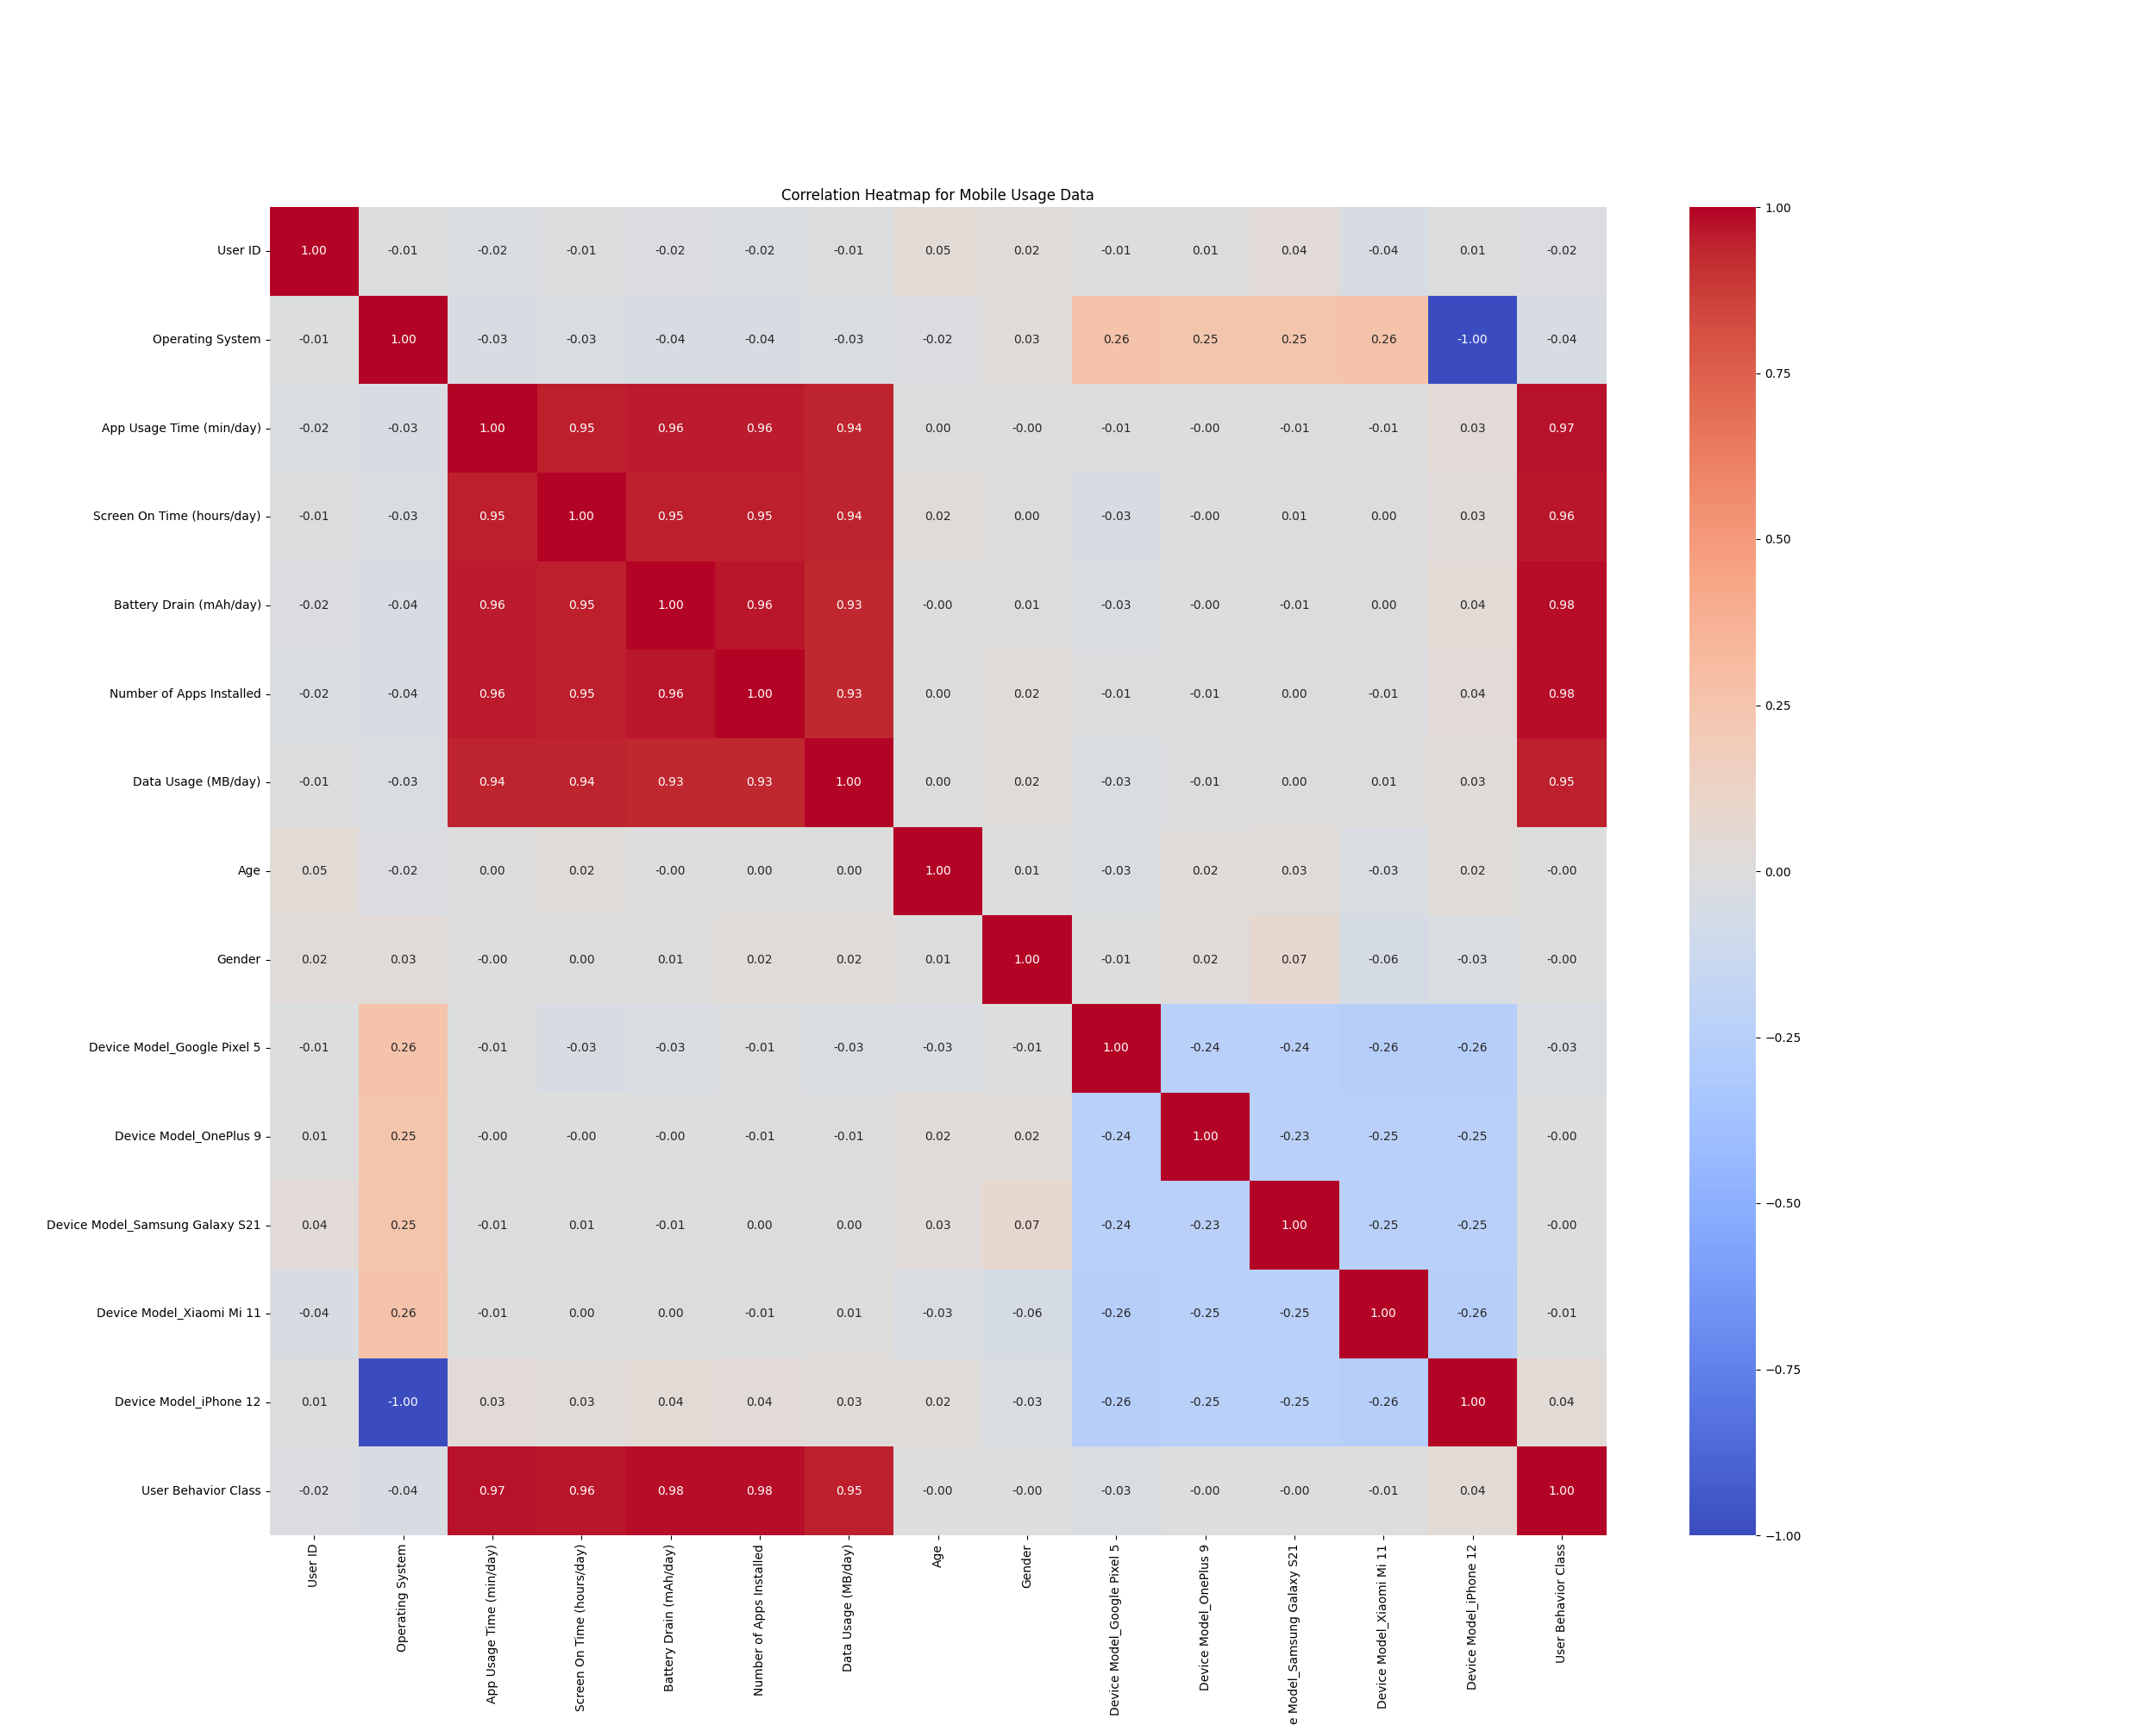 Correlation Heatmap for Mobile Usage Data
User ID 1.00 -0.01 -0.02 -0.01 -0.02 -0.02 -0.01 0.05 0.02 -0.01 0.01 0.04 -0.04 0.01 -0.02
Operating System -0.01 1.00 -0.03 -0.03 -0.04 -0.04 -0.03 -0.02 0.03 0.26 0.25 0.25 0.26 -1.00 -0.04
App Usage Time (min/day) -0.02 -0.03 1.00 0.95 0.96 0.96 0.94 0.00 -0.00 -0.01 -0.00 -0.01 -0.01 0.03 0.97
Screen On Time (hours/day) -0.01 -0.03 0.95 1.00 0.95 0.95 0.94 0.02 0.00 -0.03 -0.00 0.01 0.00 0.03 0.96
Battery Drain (mAh/day) -0.02 -0.04 0.96 0.95 1.00 0.96 0.93 -0.00 0.01 -0.03 -0.00 -0.01 0.00 0.04 0.98
Number of Apps Installed -0.02 -0.04 0.96 0.95 0.96 1.00 0.93 0.00 0.02 -0.01 -0.01 0.00 -0.01 0.04 0.98
Data Usage (MB/day) -0.01 -0.03 0.94 0.94 0.93 0.93 1.00 0.00 0.02 -0.03 -0.01 0.00 0.01 0.03 0.95
Age 0.05 -0.02 0.00 0.02 -0.00 0.00 0.00 1.00 0.01 -0.03 0.02 0.03 -0.03 0.02 -0.00
Gender 0.02 0.03 -0.00 0.00 0.01 0.02 0.02 0.01 1.00 -0.01 0.02 0.07 -0.06 -0.03 -0.00
Device Model_Google Pixel 5 -0.01 0.26 -0.01 -0.03 -0.03 -0.01 -0.03 -0.03 -0.01 1.00 -0.24 -0.24 -0.26 -0.26 -0.03
Device Model_OnePlus 9 0.01 0.25 -0.00 -0.00 -0.00 -0.01 -0.01 0.02 0.02 -0.24 1.00 -0.23 -0.25 -0.25 -0.00
Device Model_Samsung Galaxy S21 0.04 0.25 -0.01 0.01 -0.01 0.00 0.00 0.03 0.07 -0.24 -0.23 1.00 -0.25 -0.25 -0.00
Device Model_Xiaomi Mi 11 -0.04 0.26 -0.01 0.00 0.00 -0.01 0.01 -0.03 -0.06 -0.26 -0.25 -0.25 1.00 -0.26 -0.01
Device Model_iPhone 12 0.01 -1.00 0.03 0.03 0.04 0.04 0.03 0.02 -0.03 -0.26 -0.25 -0.25 -0.26 1.00 0.04
User Behavior Class -0.02 -0.04 0.97 0.96 0.98 0.98 0.95 -0.00 -0.00 -0.03 -0.00 -0.00 -0.01 0.04 1.00
User ID
Operating System
App Usage Time (min/day)
Screen On Time (hours/day)
Battery Drain (mAh/day)
Number of Apps Installed
Data Usage (MB/day)
Age
Gender
Device Model_Google Pixel 5
Device Model_OnePlus 9
e Model_Samsung Galaxy S21
Device Model_Xiaomi Mi 11
Device Model_iPhone 12
User Behavior Class
1.00
0.75
0.50
0.25
0.00
−0.25
−0.50
−0.75
−1.00